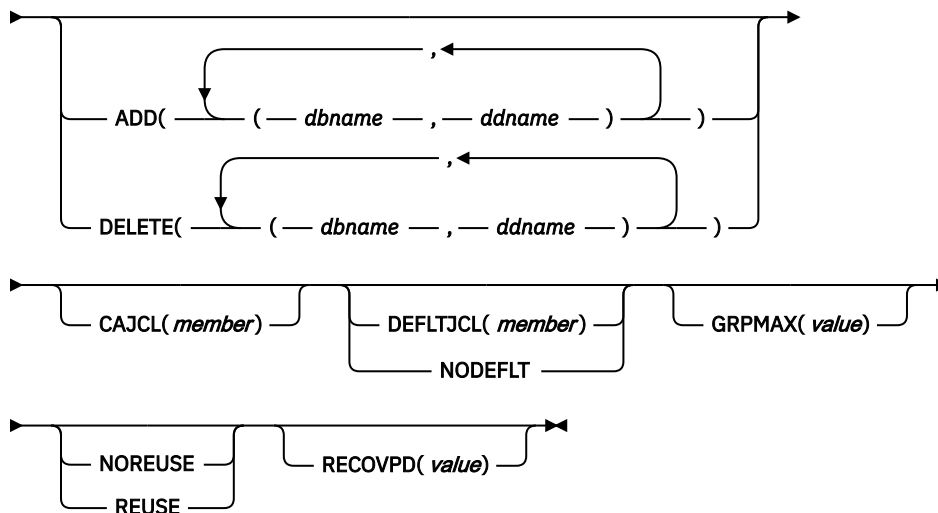 ,
ADD( ( dbname , ddname ) )
,
DELETE( ( dbname , ddname ) )
CAJCL( member) DEFLTJCL( member) GRPMAX( value)
NODEFLT
NOREUSE RECOVPD( value)
REUSE